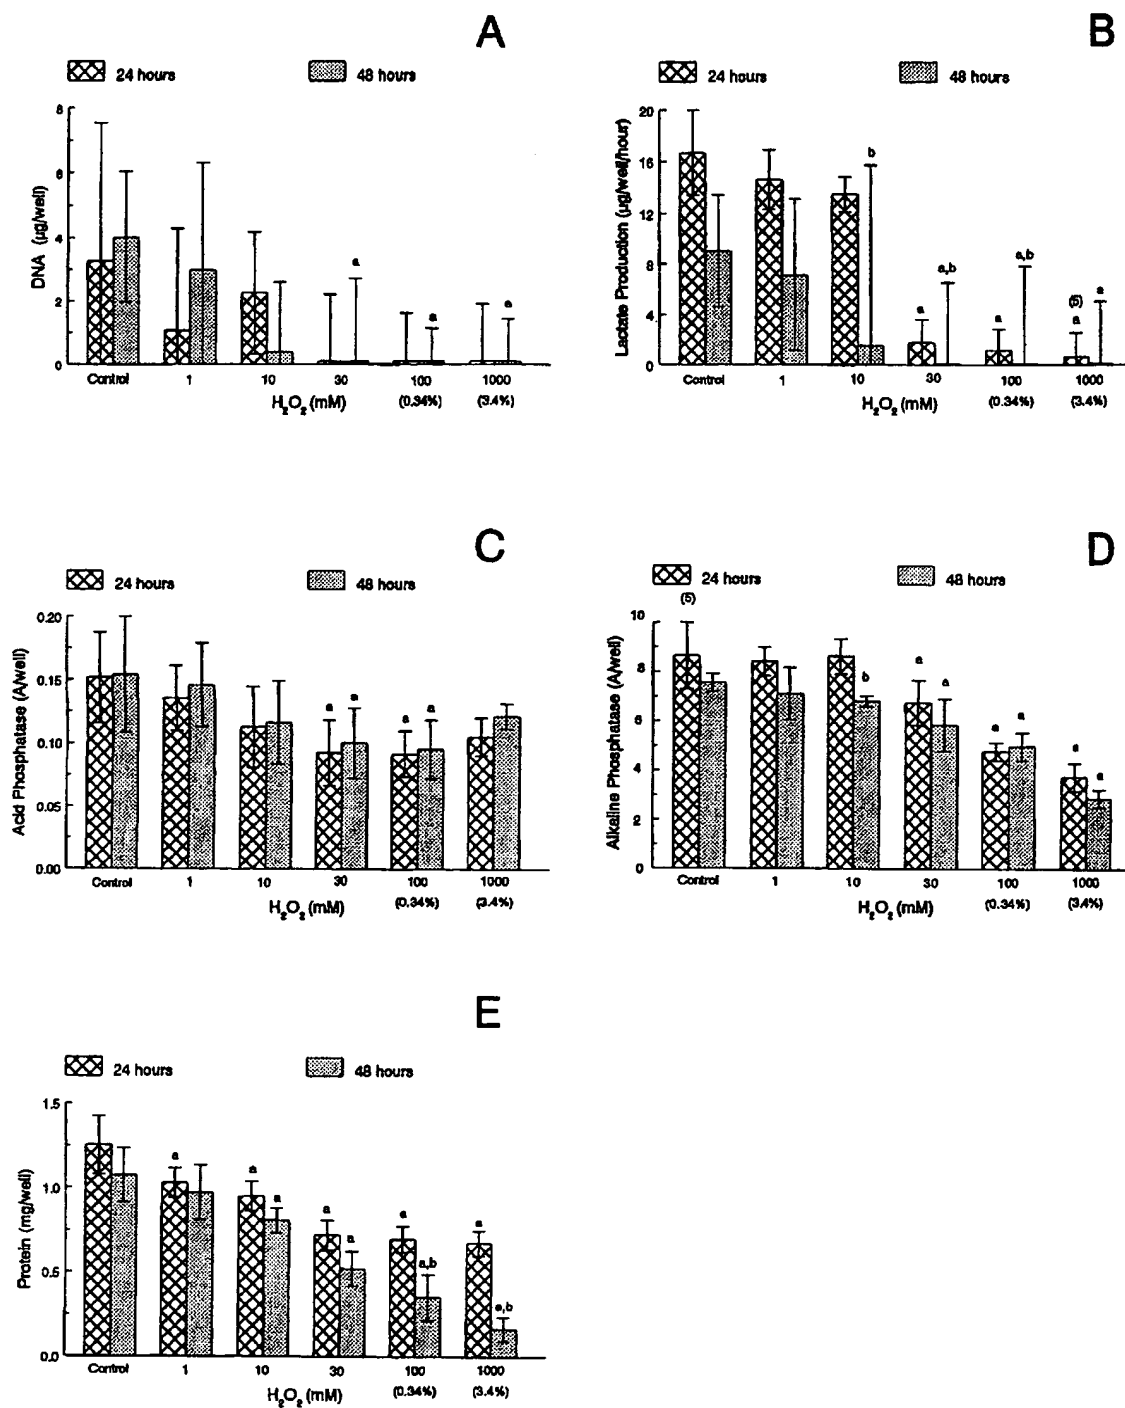 A
24 hours
48 hours
DNA (µg/well)
8
6
4
2
0
a
a
a
Control
1
10
30
100
1000
H2O2 (mM)
(0.34%)
(3.4%)
B
24 hours
48 hours
Lactate Production (µg/well/hour)
20
16
12
8
4
0
b
a
a,b
a
a,b
(5)
a
a
Control
1
10
30
100
1000
H2O2 (mM)
(0.34%)
(3.4%)
C
24 hours
48 hours
Acid Phosphatase (A/well)
0.20
0.15
0.10
0.05
0.00
a
a
a
a
Control
1
10
30
100
1000
H2O2 (mM)
(0.34%)
(3.4%)
D
24 hours
48 hours
(5)
Alkaline Phosphatase (A/well)
10
8
6
4
2
0
b
a
a
a
a
a
a
Control
1
10
30
100
1000
H2O2 (mM)
(0.34%)
(3.4%)
E
24 hours
48 hours
Protein (mg/well)
1.5
1.0
0.5
0.0
a
a
a
a
a
a
a,b
a
a,b
Control
1
10
30
100
1000
H2O2 (mM)
(0.34%)
(3.4%)